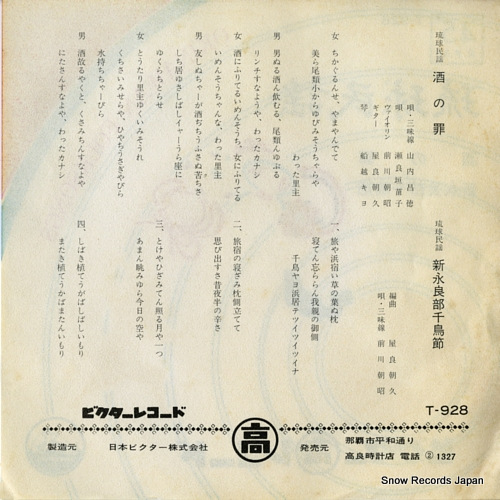 琉球民謡 酒の罪
唄・三味線 山内昌徳
唄 瀬良垣苗子
ヴァイオリン 前川朝昭
ギター 屋良朝久
琴 船越キヨ
女 ちかぐるんせ、やまやんでて
美ら尾類小からゆびみそうちゃらや
わった里主
男 男ぬる酒ん飲むる、尾類んゆぶる
リンチすなようや、わったカナシ
女 酒にふりてるいめんそうち、女にふりてる
いめんそうちゃんな、わった里主
男 友しぬちゃーが酒ぢちうふさぬ苦ちさ
しち居ゆさしばしイャーうら座に
ゆくらちとらせ
女 とうたり里主ゆくいみそうれ
くちさいみせらや、ひやちうさぎやびら
水持ちちゃーびら
男 酒故るやくと、くさみちんすなよや
にたさんすなよや、わったカナシ
琉球民謡 新永良部千鳥節
編曲 屋良朝久
唄・三味線 前川朝昭
一、旅や浜宿い草の葉ぬ枕
寝てん忘ららん我親の御側
千鳥ヤヨ浜居テツイツイツイナ
二、旅宿の寝ざみ枕側立てて
思び出すさ昔夜半の辛さ
三、とけやひざみてん照る月や一つ
あまん眺みゆら今日の空や
四、しばき植てうがばしばしいもり
またき植てうかばまたんいもり
ビクターレコード
T-928
製造元 日本ビクター株式会社
高
発売元 那覇市平和通り
高良時計店 電話 ② 1327
Snow Records Japan